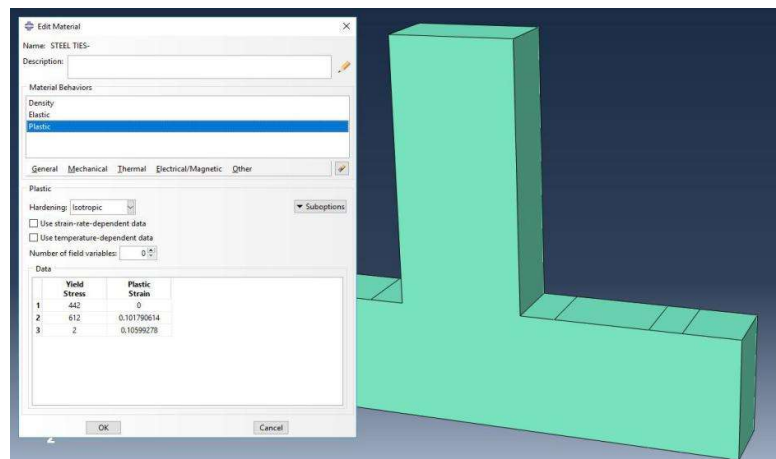 Edit Material
Name: STEEL TIES-
Description:
Material Behaviors
Density
Elastic
Plastic
General Mechanical Thermal Electrical/Magnetic Other
Plastic
Hardening: Isotropic Suboptions
Use strain-rate-dependent data
Use temperature-dependent data
Number of field variables: 0
Data
Yield Stress Plastic Strain
1 442 0
2 612 0.101790614
3 2 0.10599278
OK Cancel
Z